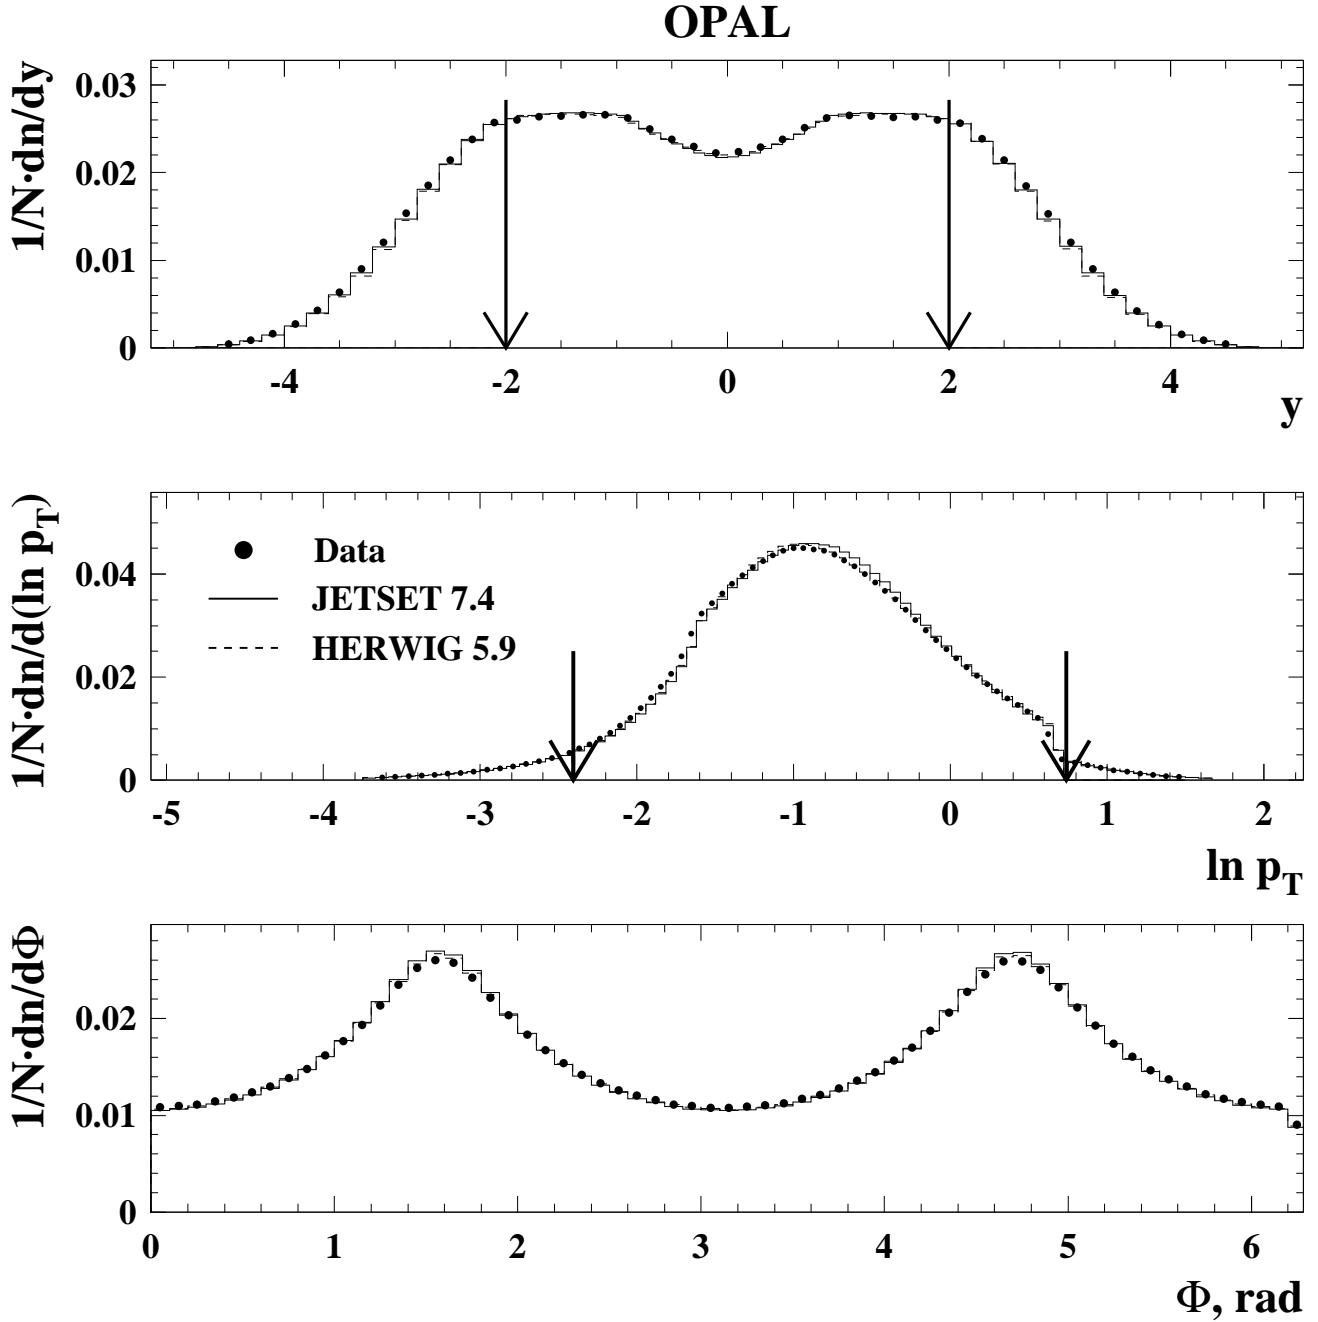 OPAL
1/N·dn/dy
0.03
0.02
0.01
0
-4 -2 0 2 4
y
1/N·dn/d(ln pT)
0.04
0.02
0
Data
JETSET 7.4
HERWIG 5.9
-5 -4 -3 -2 -1 0 1 2
ln pT
1/N·dn/dΦ
0.02
0.01
0
0 1 2 3 4 5 6
Φ, rad